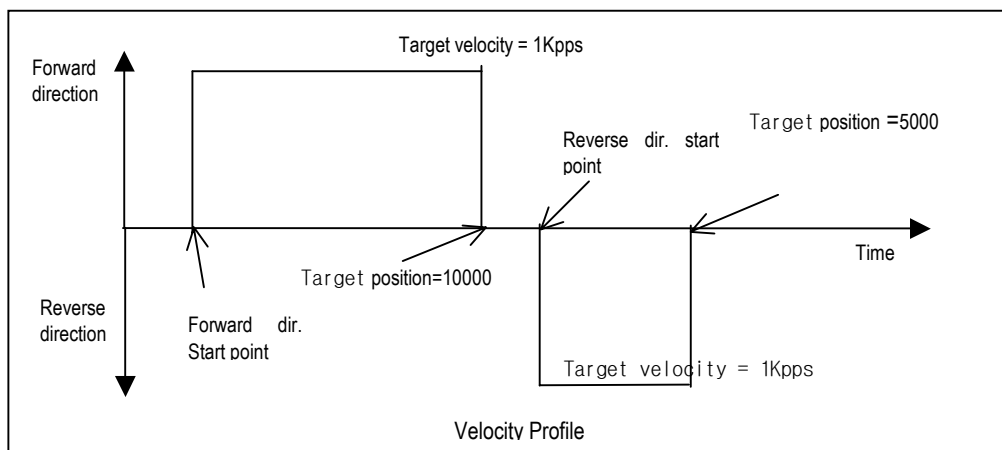 Target velocity = 1Kpps
Forward
direction
Target position =5000
Reverse dir. start
point
Time
Target position=10000
Reverse
direction
Forward dir.
Start point
Target velocity = 1Kpps
Velocity Profile